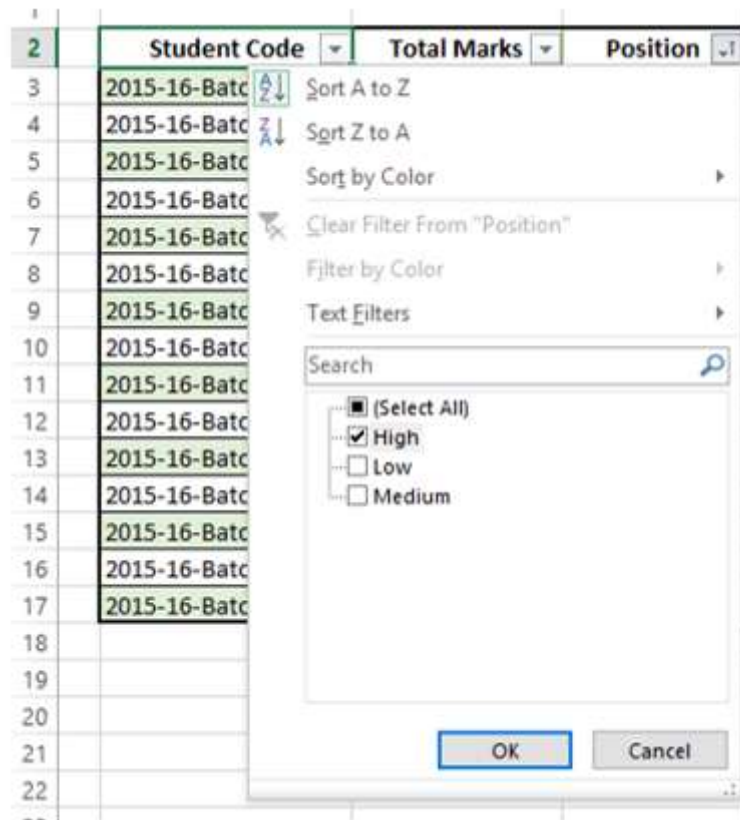 2 Student Code Total Marks Position
3 2015-16-Batc
4 2015-16-Batc
5 2015-16-Batc
6 2015-16-Batc
7 2015-16-Batc
8 2015-16-Batc
9 2015-16-Batc
10 2015-16-Batc
11 2015-16-Batc
12 2015-16-Batc
13 2015-16-Batc
14 2015-16-Batc
15 2015-16-Batc
16 2015-16-Batc
17 2015-16-Batc
18
19
20
21
22
Sort A to Z
Sort Z to A
Sort by Color
Clear Filter From "Position"
Filter by Color
Text Filters
Search
(Select All)
High
Low
Medium
OK Cancel